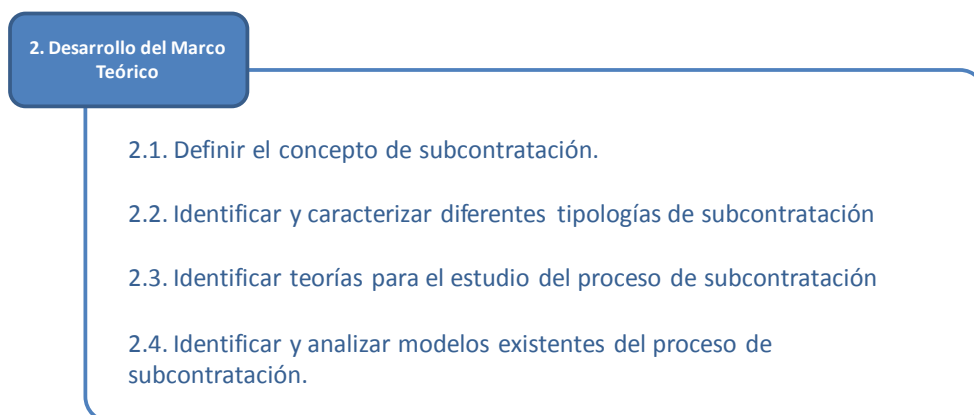 2. Desarrollo del Marco
Teórico
2.1. Definir el concepto de subcontratación.
2.2. Identificar y caracterizar diferentes tipologías de subcontratación
2.3. Identificar teorías para el estudio del proceso de subcontratación
2.4. Identificar y analizar modelos existentes del proceso de
subcontratación.